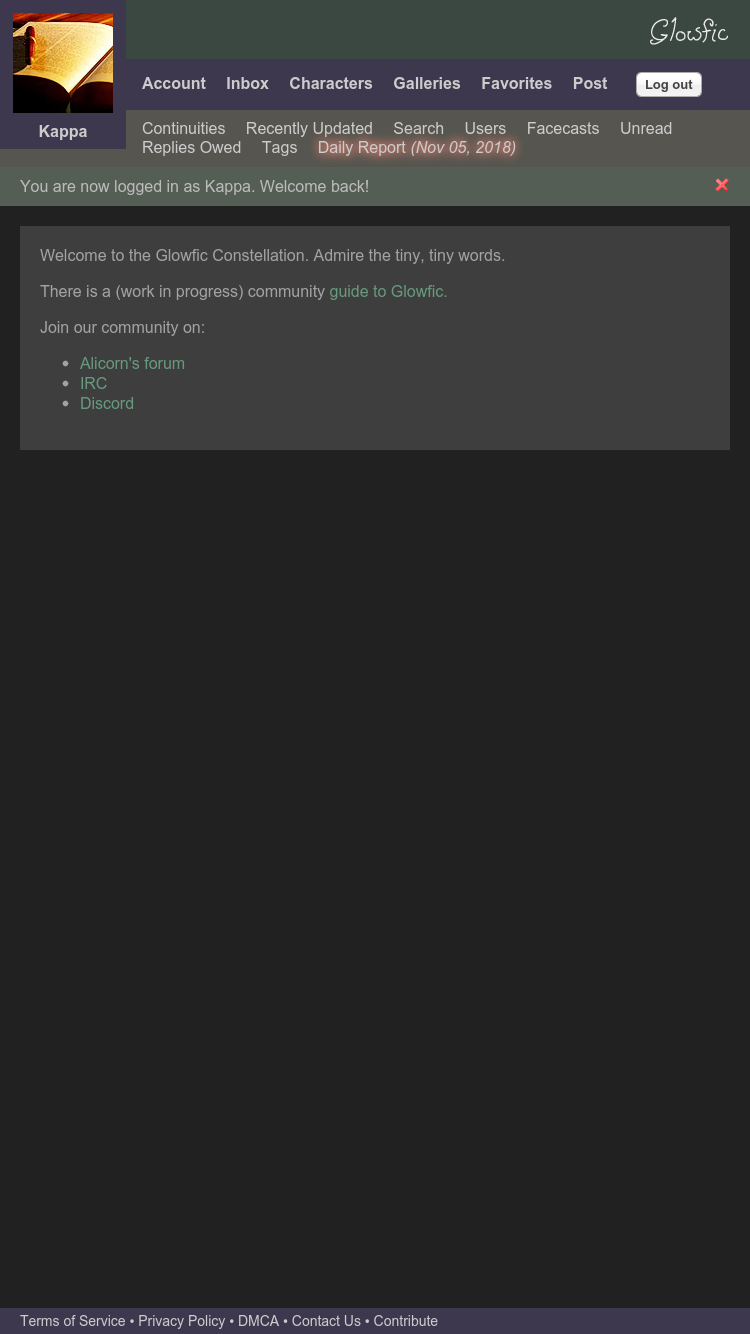 Glowfic
Account Inbox Characters Galleries Favorites Post Log out
Kappa
Continuities Recently Updated Search Users Facecasts Unread
Replies Owed Tags Daily Report (Nov 05, 2018)
You are now logged in as Kappa. Welcome back!
Welcome to the Glowfic Constellation. Admire the tiny, tiny words.
There is a (work in progress) community guide to Glowfic.
Join our community on:
• Alicorn's forum
• IRC
• Discord
Terms of Service • Privacy Policy • DMCA • Contact Us • Contribute